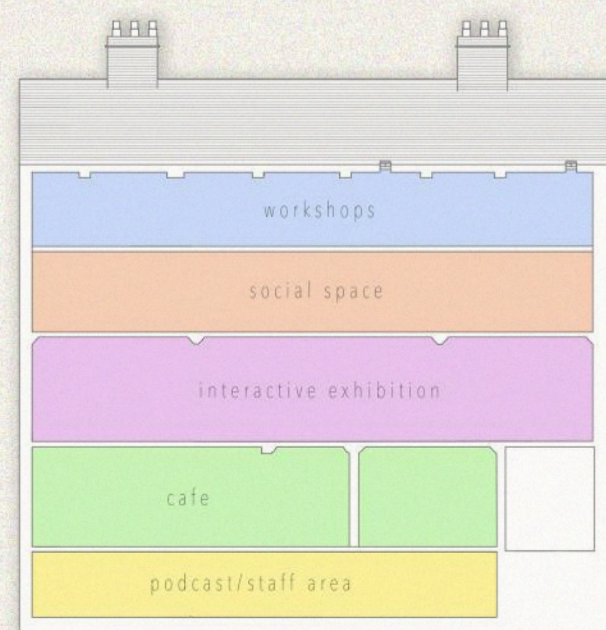 workshops
social space
interactive exhibition
cafe
podcast/staff area